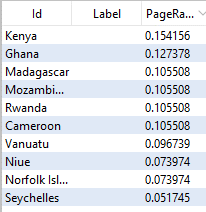 Id Label PageRa...
Kenya 0.154156
Ghana 0.127378
Madagascar 0.105508
Mozambi... 0.105508
Rwanda 0.105508
Cameroon 0.105508
Vanuatu 0.096739
Niue 0.073974
Norfolk Isl... 0.073974
Seychelles 0.051745